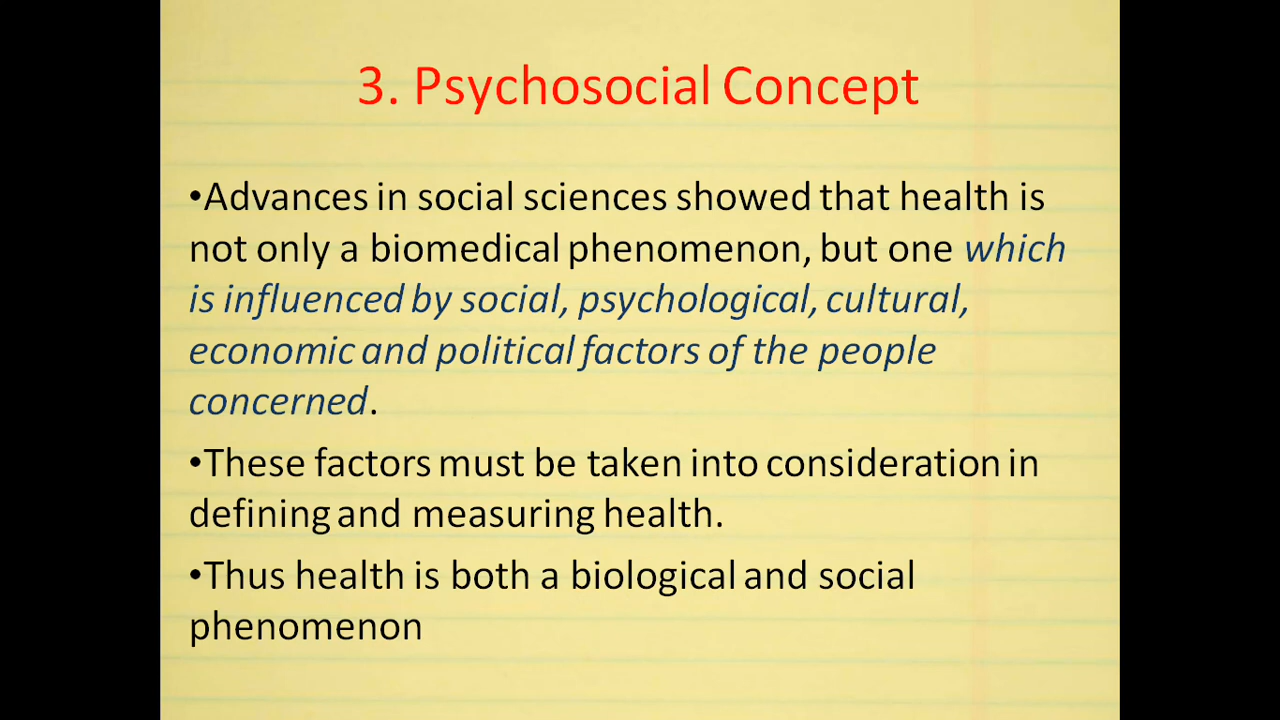 3. Psychosocial Concept
•Advances in social sciences showed that health is
not only a biomedical phenomenon, but one which
is influenced by social, psychological, cultural,
economic and political factors of the people
concerned.
•These factors must be taken into consideration in
defining and measuring health.
•Thus health is both a biological and social
phenomenon